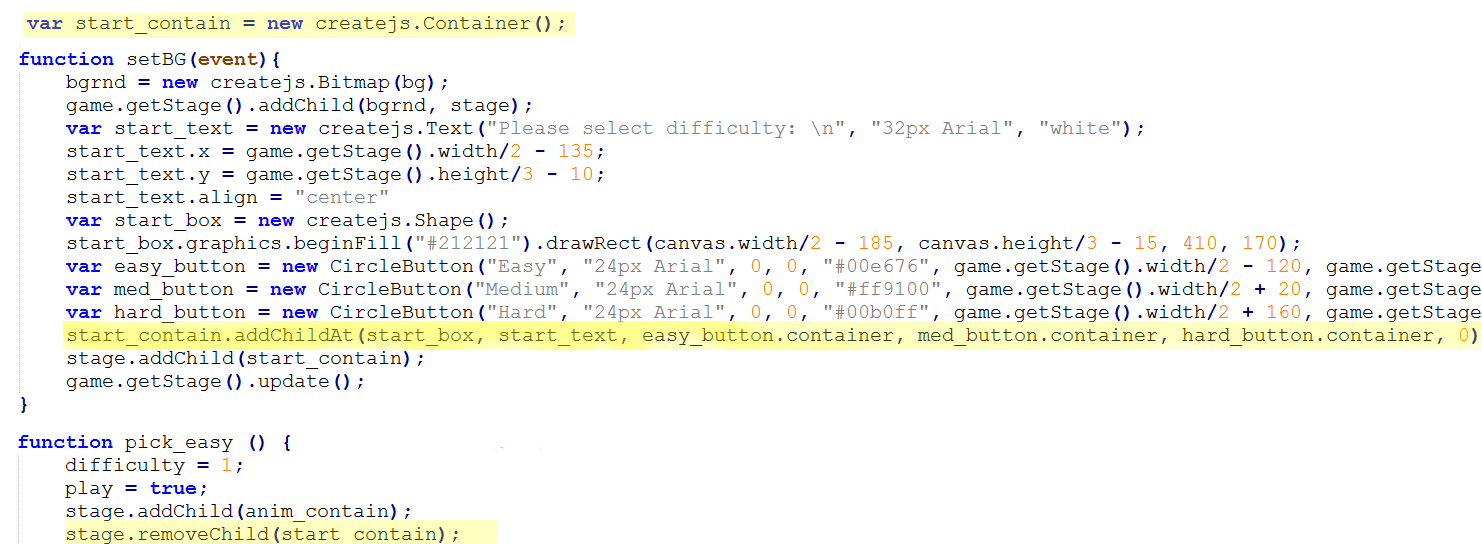 var start_contain = new createjs.Container();
function setBG(event){
bgrnd = new createjs.Bitmap(bg);
game.getStage().addChild(bgrnd, stage);
var start_text = new createjs.Text("Please select difficulty: \n", "32px Arial", "white");
start_text.x = game.getStage().width/2 - 135;
start_text.y = game.getStage().height/3 - 10;
start_text.align = "center"
var start_box = new createjs.Shape();
start_box.graphics.beginFill("#212121").drawRect(canvas.width/2 - 185, canvas.height/3 - 15, 410, 170);
var easy_button = new CircleButton("Easy", "24px Arial", 0, 0, "#00e676", game.getStage().width/2 - 120, game.getStage
var med_button = new CircleButton("Medium", "24px Arial", 0, 0, "#ff9100", game.getStage().width/2 + 20, game.getStage
var hard_button = new CircleButton("Hard", "24px Arial", 0, 0, "#00b0ff", game.getStage().width/2 + 160, game.getStage
start_contain.addChildAt(start_box, start_text, easy_button.container, med_button.container, hard_button.container, 0)
stage.addChild(start_contain);
game.getStage().update();
}
function pick_easy () {
difficulty = 1;
play = true;
stage.addChild(anim_contain);
stage.removeChild(start_contain);